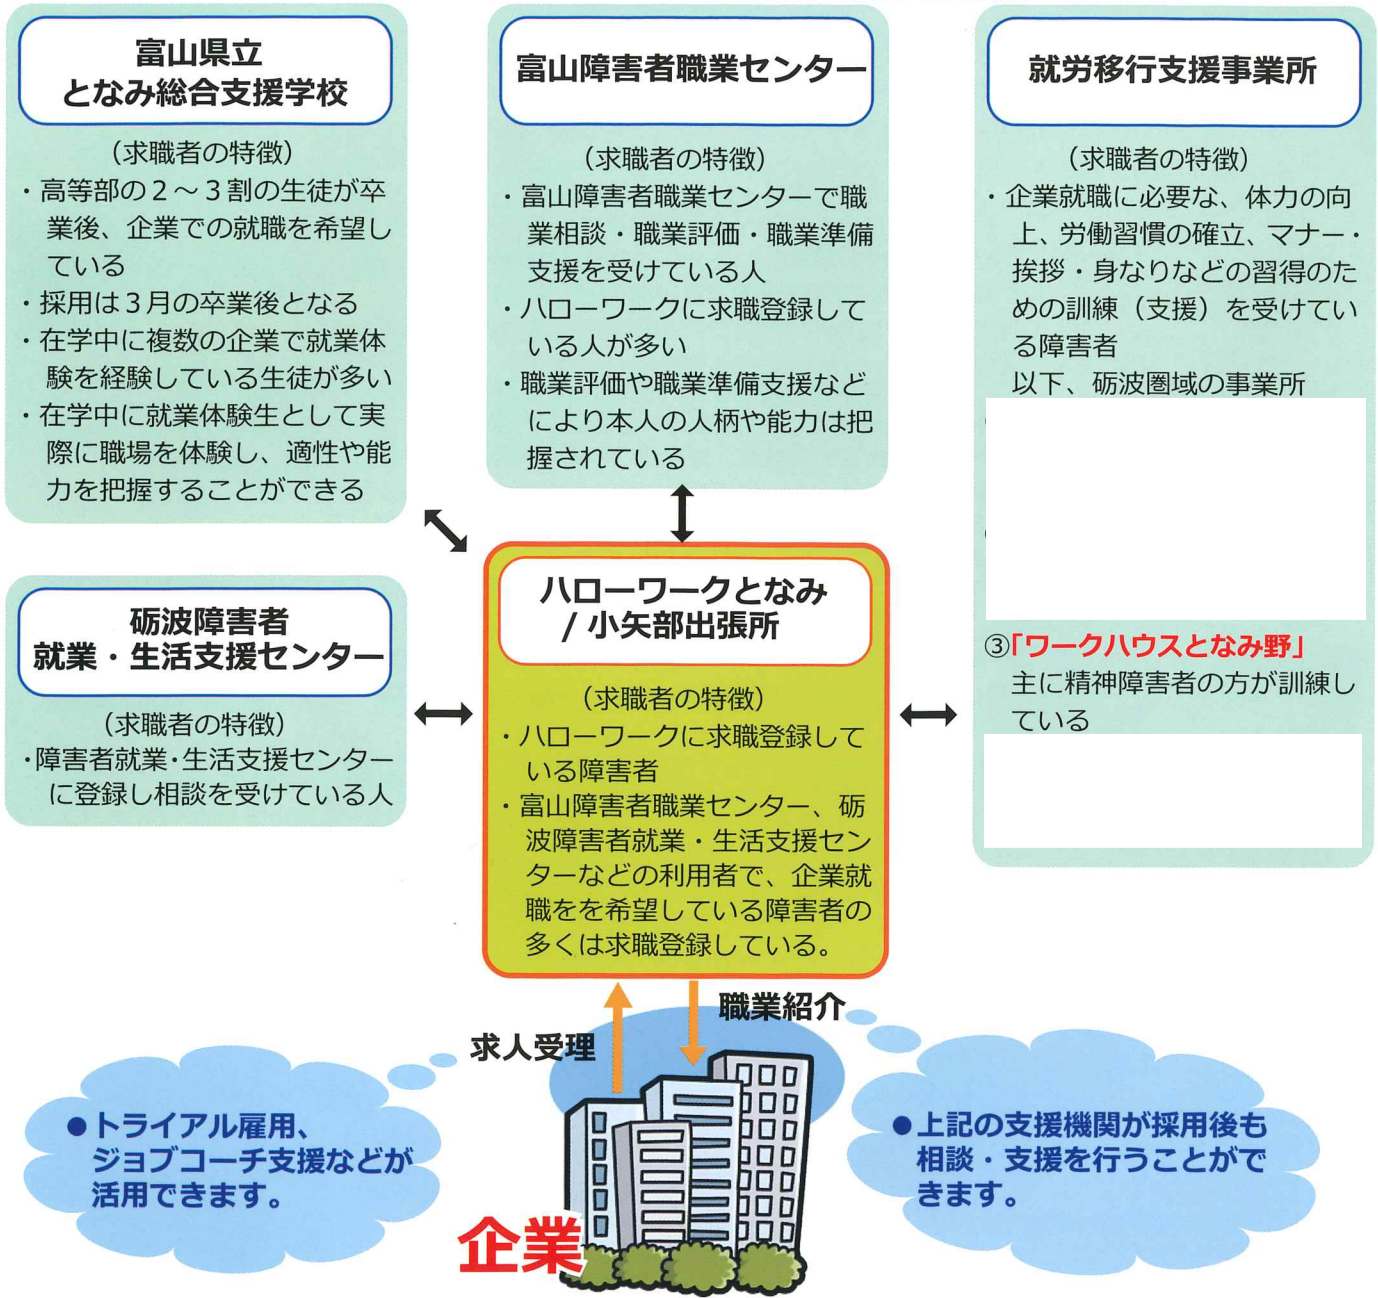 富山県立
となみ総合支援学校
（求職者の特徴）
・高等部の２～３割の生徒が卒
業後、企業での就職を希望し
ている
・採用は３月の卒業後となる
・在学中に複数の企業で就業体
験を経験している生徒が多い
・在学中に就業体験生として実
際に職場を体験し、適性や能
力を把握することができる
富山障害者職業センター
（求職者の特徴）
・富山障害者職業センターで職
業相談・職業評価・職業準備
支援を受けている人
・ハローワークに求職登録して
いる人が多い
・職業評価や職業準備支援など
により本人の人柄や能力は把
握されている
就労移行支援事業所
（求職者の特徴）
・企業就職に必要な、体力の向
上、労働習慣の確立、マナー・
挨拶・身なりなどの習得のた
めの訓練（支援）を受けてい
る障害者
以下、砺波圏域の事業所
③「ワークハウスとなみ野」
主に精神障害者の方が訓練し
ている
砺波障害者
就業・生活支援センター
（求職者の特徴）
・障害者就業・生活支援センター
に登録し相談を受けている人
ハローワークとなみ
/ 小矢部出張所
（求職者の特徴）
・ハローワークに求職登録して
いる障害者
・富山障害者職業センター、砺
波障害者就業・生活支援セン
ターなどの利用者で、企業就
職をを希望している障害者の
多くは求職登録している。
職業紹介
求人受理
●トライアル雇用、
ジョブコーチ支援などが
活用できます。
●上記の支援機関が採用後も
相談・支援を行うことがで
きます。
企業